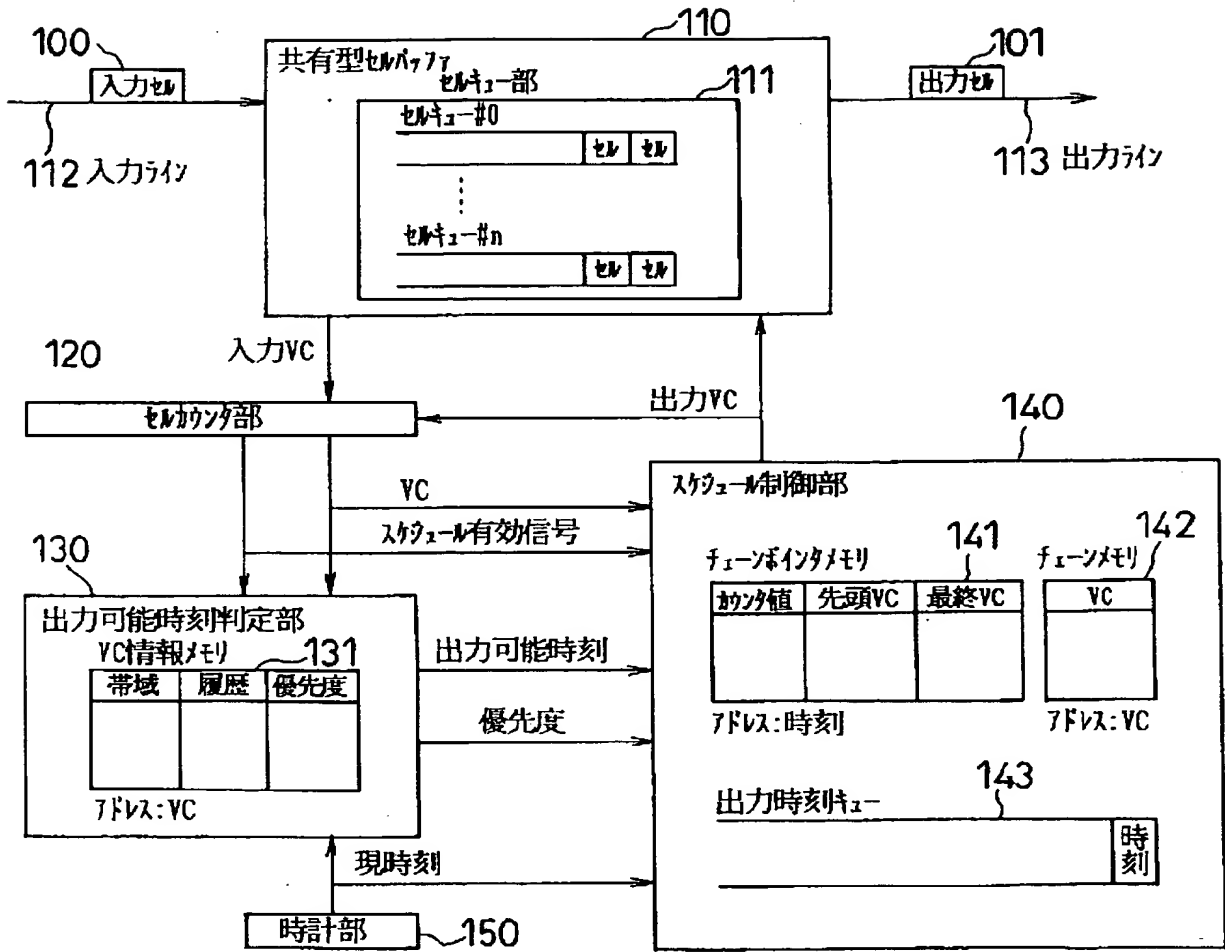 100
入力セル
112 入力ライン
110
共有型セルバッファ
セルキュー部
111
セルキュー#0
セル セル
セルキュー#n
セル セル
101
出力セル
113 出力ライン
入力VC
出力VC
120
セルカウンタ部
VC
スケジュール有効信号
130
出力可能時刻判定部
VC情報メモリ
131
帯域 履歴 優先度
アドレス:VC
出力可能時刻
優先度
現時刻
時計部
150
140
スケジュール制御部
チェーンポインタメモリ
141
カウンタ値 先頭VC 最終VC
アドレス:時刻
チェーンメモリ
142
VC
アドレス:VC
出力時刻キュー
143
時刻